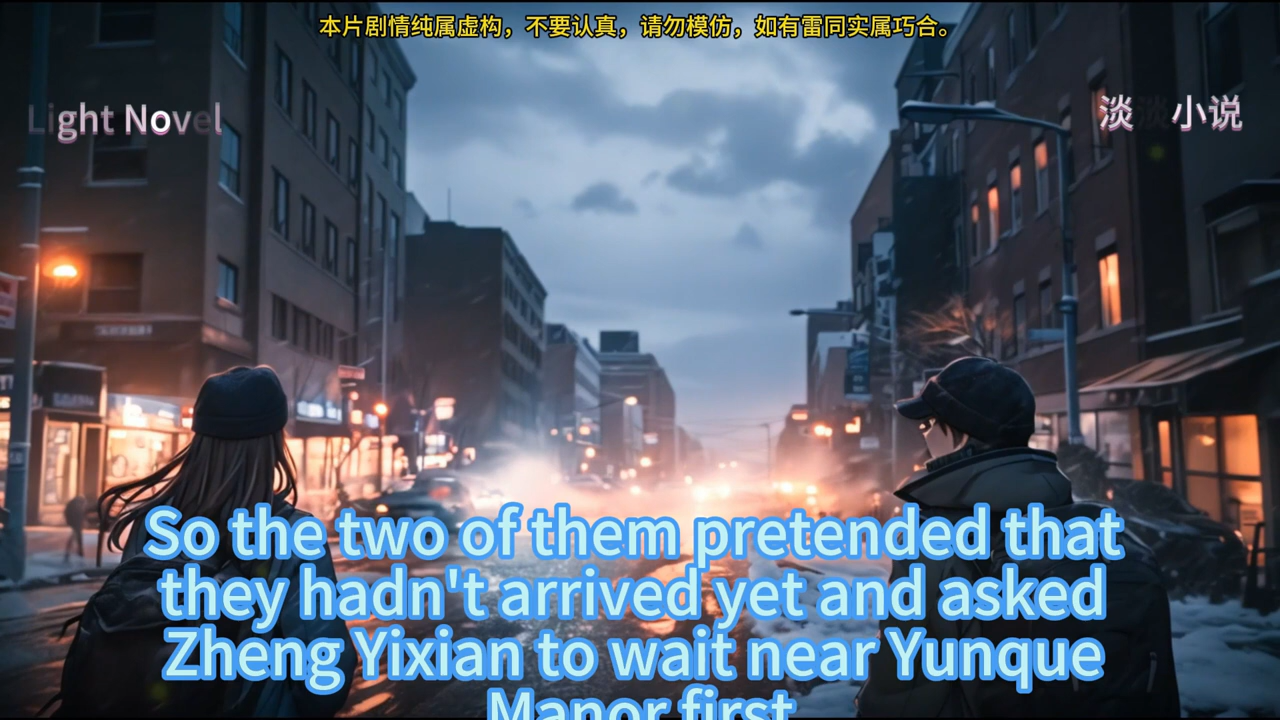 本片剧情纯属虚构，不要认真，请勿模仿，如有雷同实属巧合。
Light Novel
淡淡小说
So the two of them pretended that
they hadn't arrived yet and asked
Zheng Yixian to wait near Yunque
Manor first